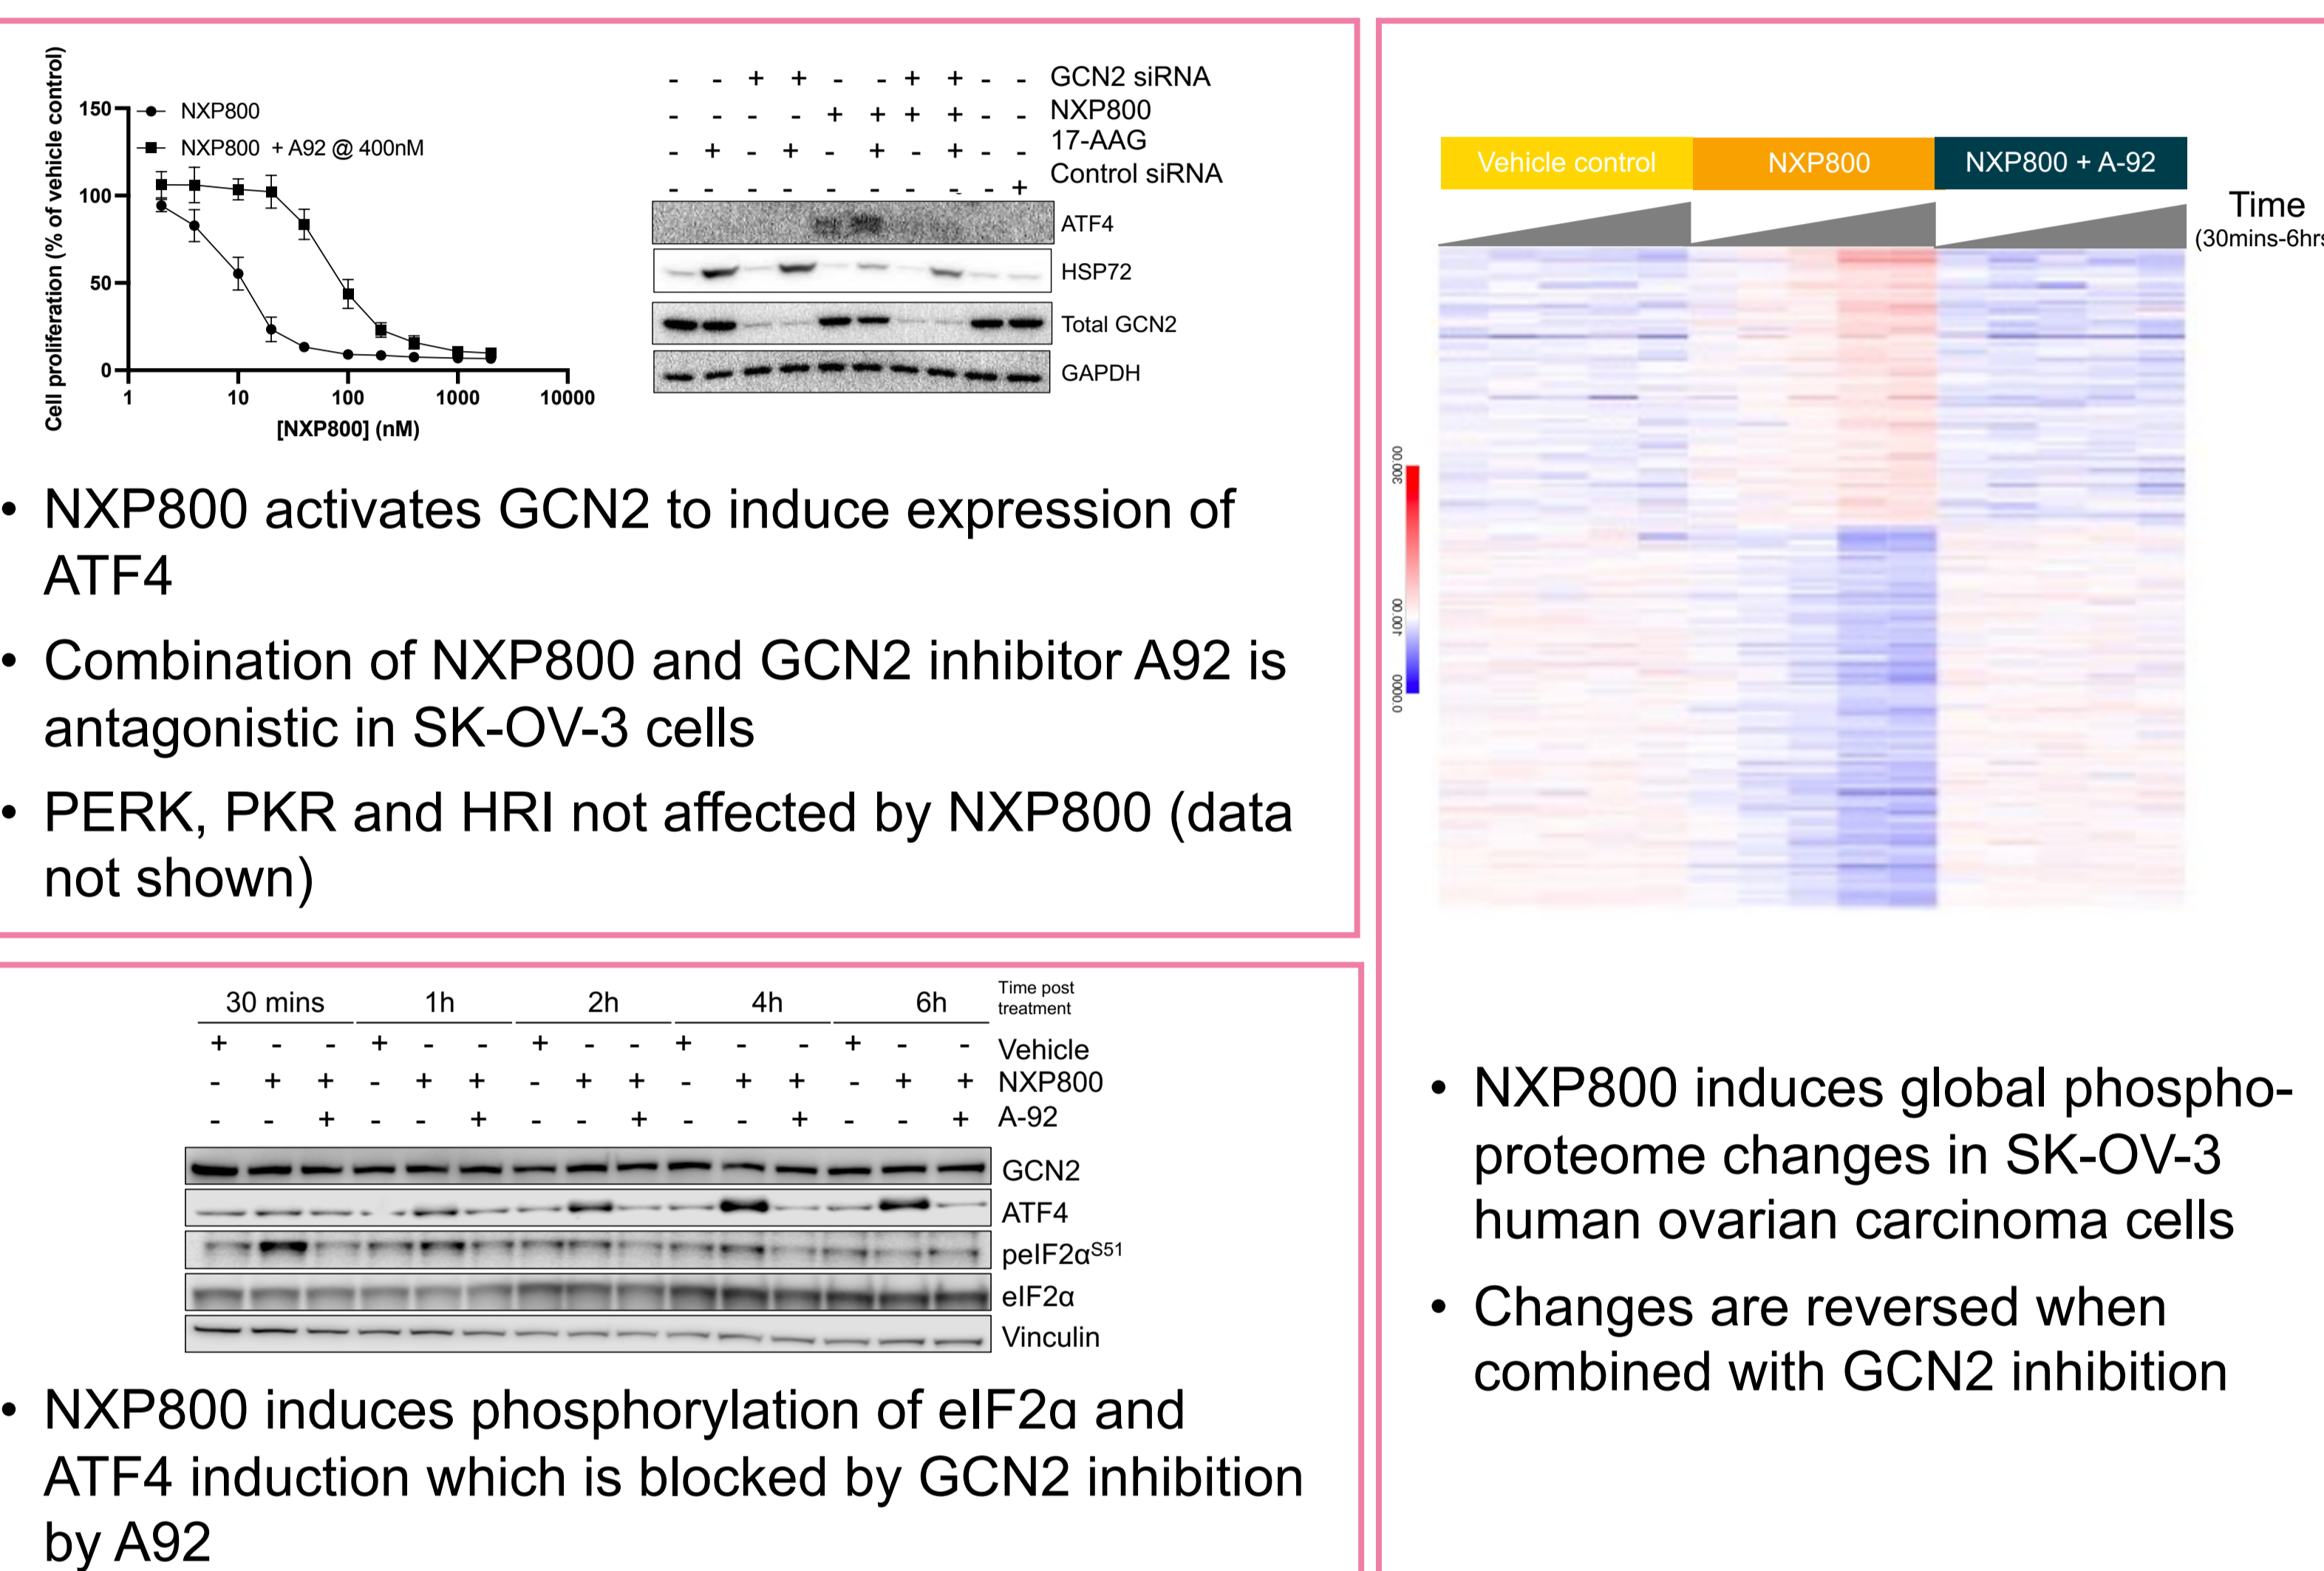 Cell proliferation (% of vehicle control)
150
100
50
0
NXP800
NXP800 + A92 @ 400nM
1 10 100 1000 10000
[NXP800] (nM)
- - + + - - + + - - GCN2 siRNA
- - - - + + + + - - NXP800
- + - + - + - + - - 17-AAG
- - - - - - - - - + Control siRNA
ATF4
HSP72
Total GCN2
GAPDH
• NXP800 activates GCN2 to induce expression of
ATF4
• Combination of NXP800 and GCN2 inhibitor A92 is
antagonistic in SK-OV-3 cells
• PERK, PKR and HRI not affected by NXP800 (data
not shown)
30 mins 1h 2h 4h 6h Time post
treatment
+ - - + - - + - - + - - + - - Vehicle
- + + - + + - + + - + + - + + NXP800
- - + - - + - - + - - + - - + A-92
GCN2
ATF4
peIF2αS51
eIF2α
Vinculin
• NXP800 induces phosphorylation of eIF2α and
ATF4 induction which is blocked by GCN2 inhibition
by A92
Vehicle control NXP800 NXP800 + A-92
Time
(30mins-6hrs
• NXP800 induces global phospho-
proteome changes in SK-OV-3
human ovarian carcinoma cells
• Changes are reversed when
combined with GCN2 inhibition